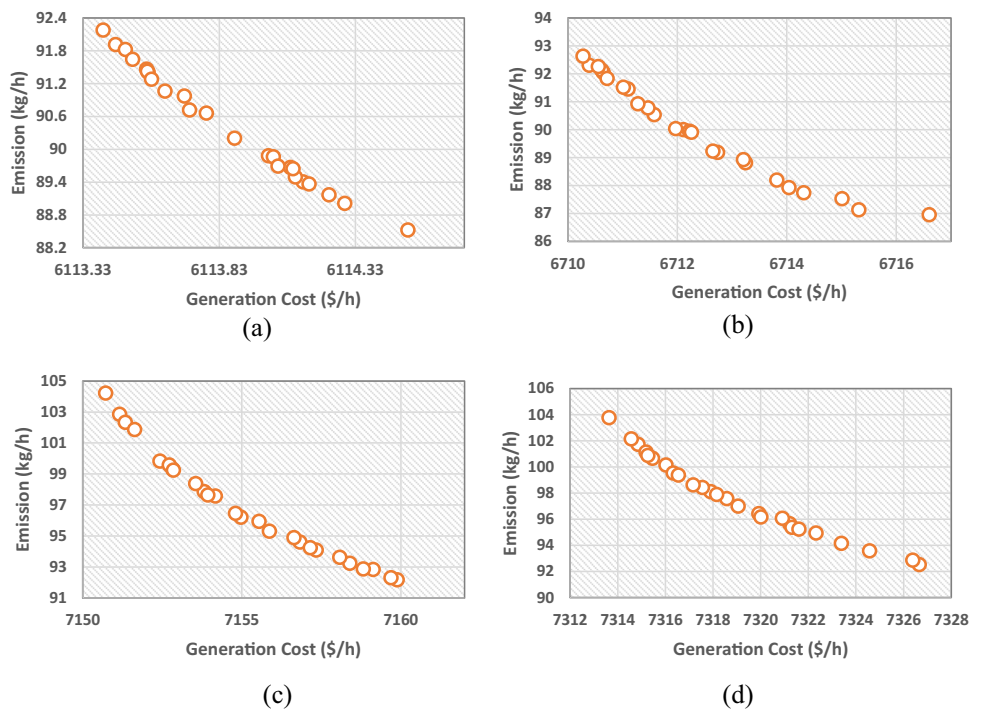 92.4
91.8
91.2
90.6
90
89.4
88.8
88.2
Emission (kg/h)
6113.33 6113.83 6114.33
Generation Cost ($/h)
(a)
94
93
92
91
90
89
88
87
86
Emission (kg/h)
6710 6712 6714 6716
Generation Cost ($/h)
(b)
105
103
101
99
97
95
93
91
Emission (kg/h)
7150 7155 7160
Generation Cost ($/h)
(c)
106
104
102
100
98
96
94
92
90
Emission (kg/h)
7312 7314 7316 7318 7320 7322 7324 7326 7328
Generation Cost ($/h)
(d)